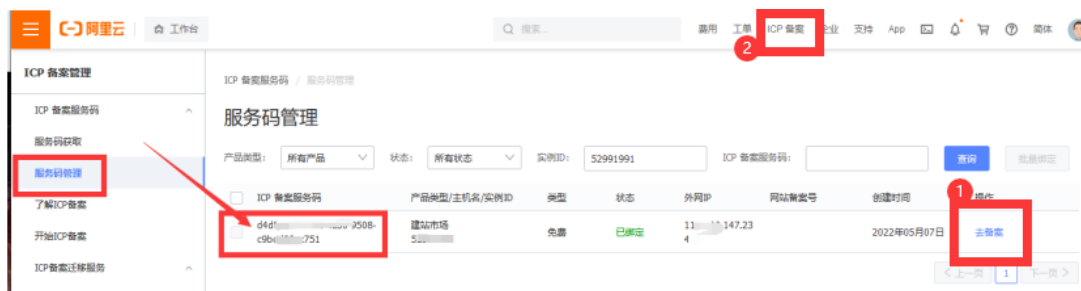 阿里云 工作台 搜索... 费用 工单 ICP 备案 企业 支持 App 简体
2
ICP 备案管理
ICP 备案服务码 / 服务码管理
ICP 备案服务码
服务码管理
服务码获取
产品类型: 所有产品 状态: 所有状态 实例ID: 52991991 ICP 备案服务码: 查询 批量绑定
服务码管理
1
ICP 备案服务码 产品类型/主机名/实例ID 类型 状态 外网IP 网站备案号 创建时间 操作
了解ICP备案
d4d 9508- 建站市场 11 147.23
免费 已绑定 2022年05月07日 去备案
c9be 751 5 4
开始ICP备案
ICP备案迁移服务
< 上一页 1 下一页 >